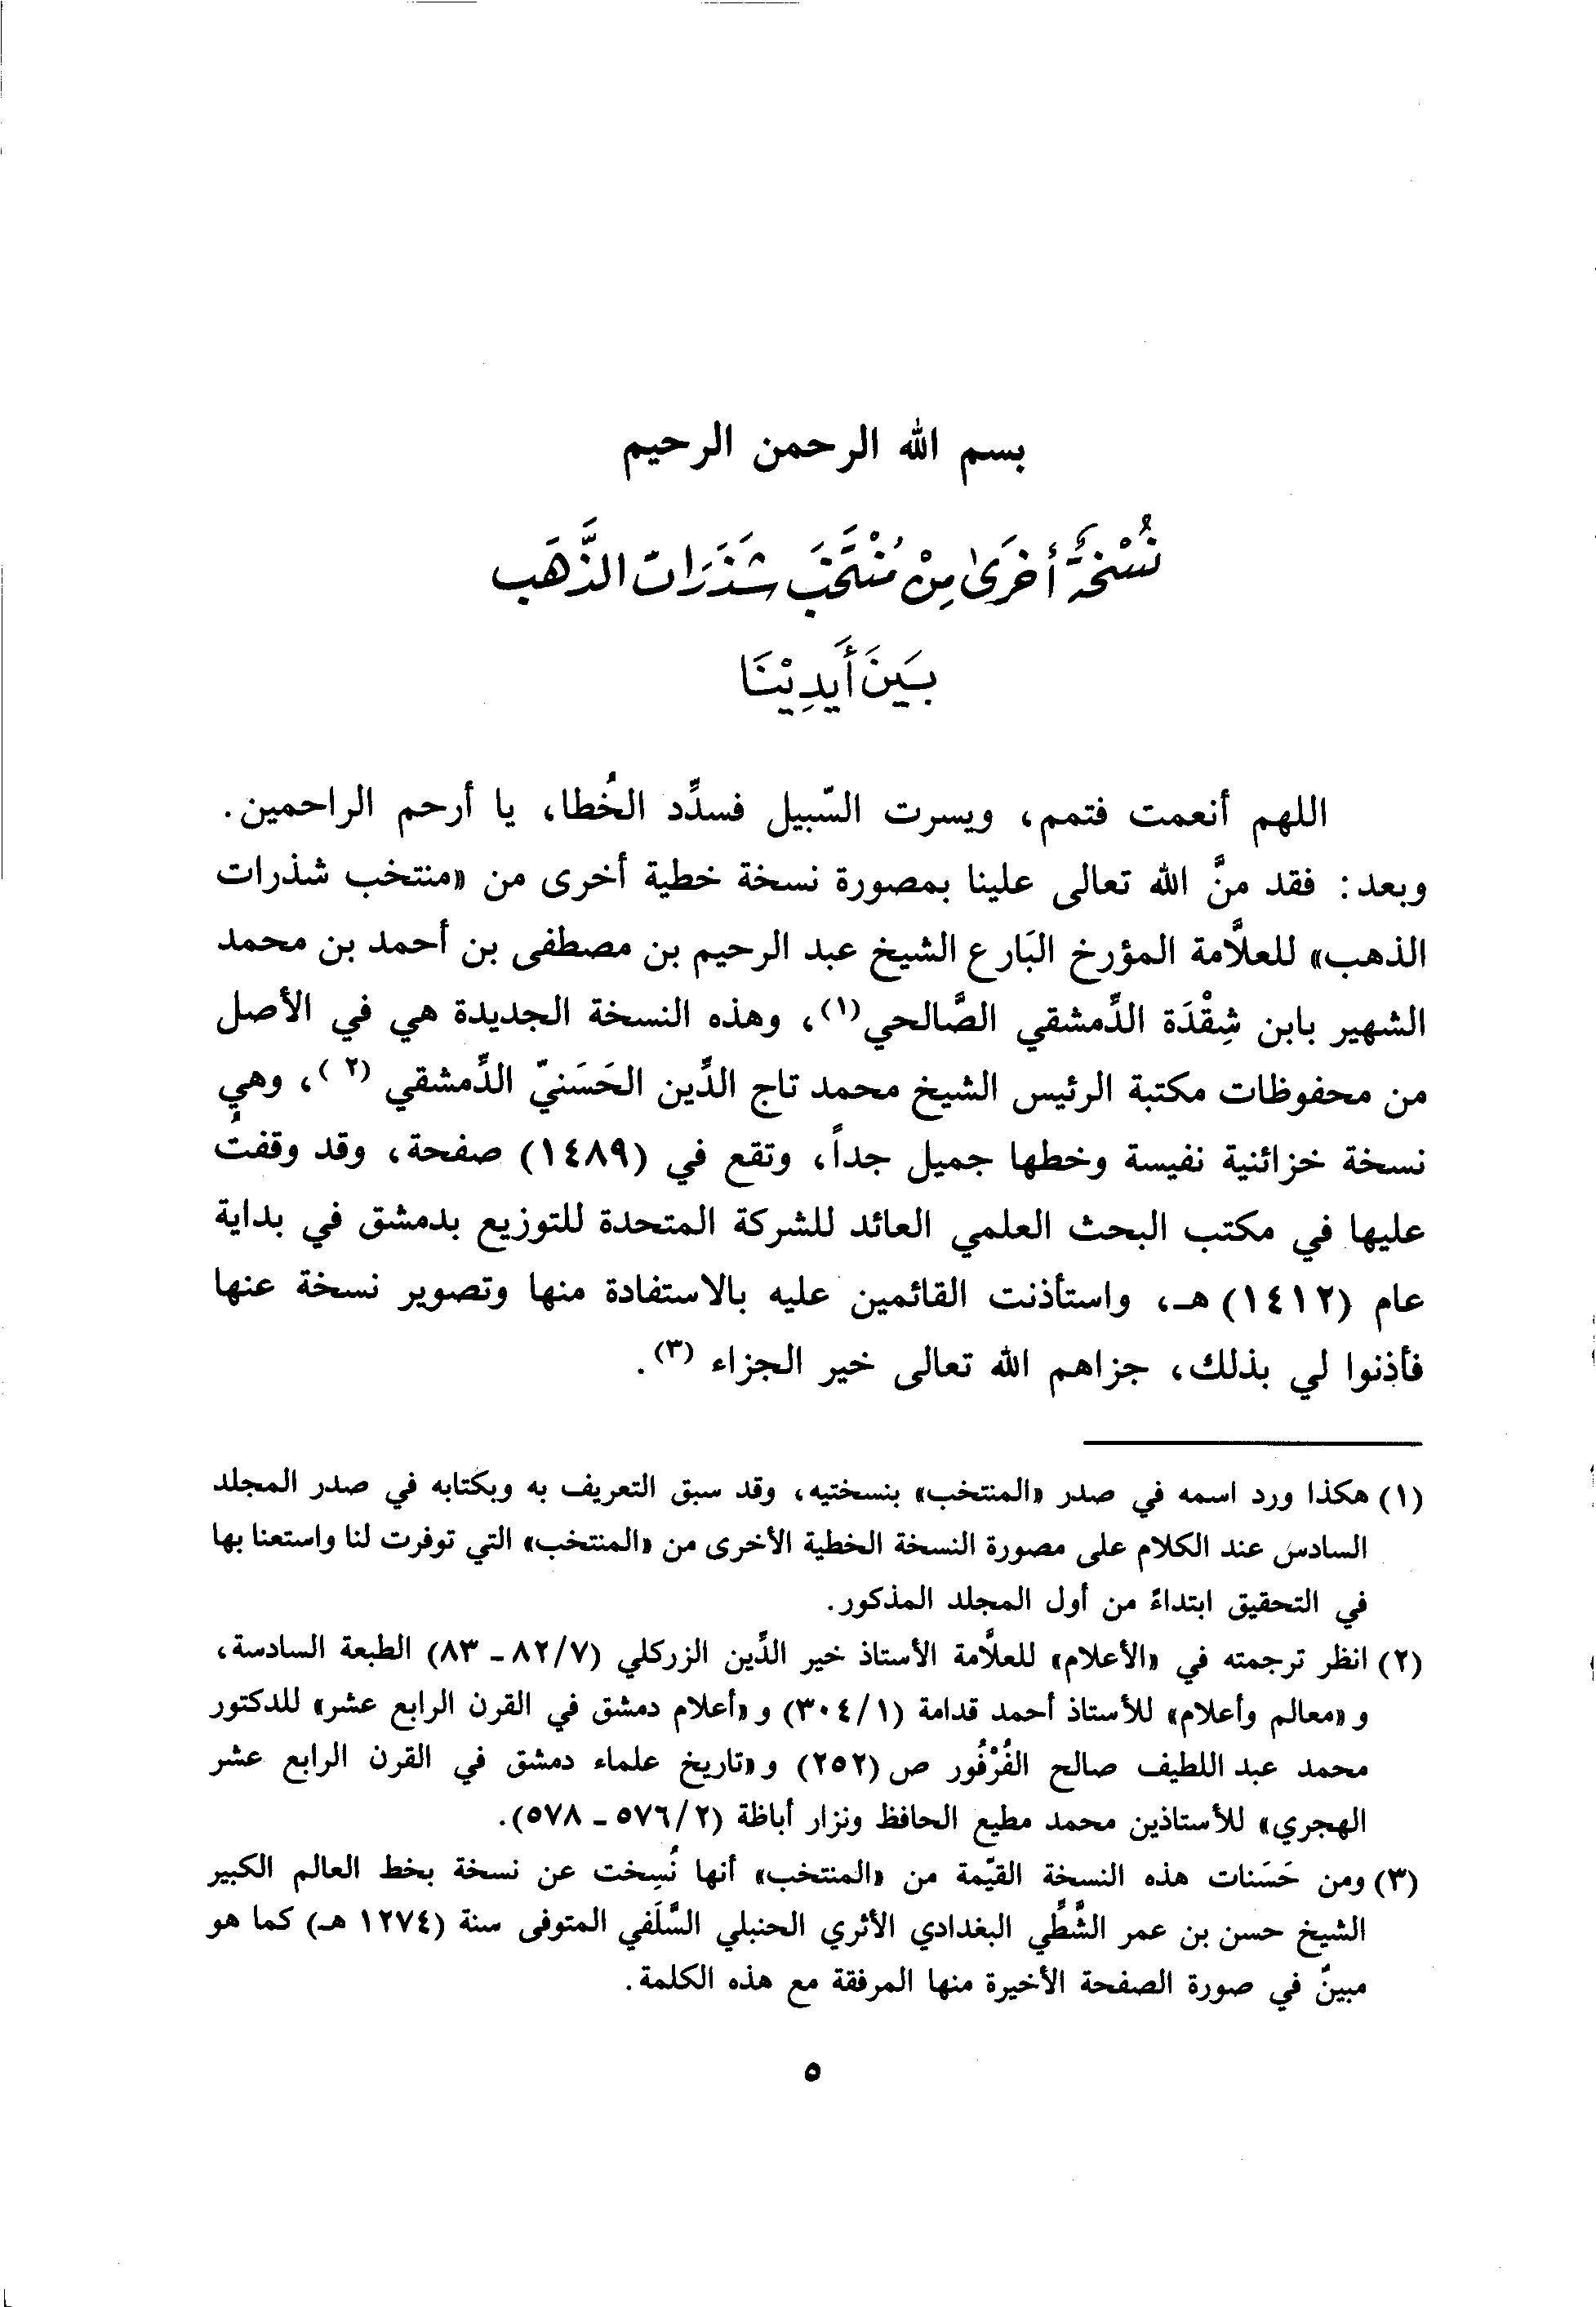 بسم الله الرحمن الرحيم
نُسْخَةٌ أُخرَىٰ مِنْ مُنْتَخَبَ شَذَرَات الذَّهَب
بَينَ أَيدِيْنَا
اللهم أنعمت فتمم، ويسرت السّبيل فسدِّد الخُطا، يا أرحم الراحمين.
وبعد: فقد منَّ الله تعالى علينا بمصورة نسخة خطية أخرى من «منتخب شذرات
الذهب» للعلاَّمة المؤرخ البَارع الشيخ عبد الرحيم بن مصطفى بن أحمد بن محمد
الشهير بابن شِقْدَة الدِّمشقي الصَّالحي(١)، وهذه النسخة الجديدة هي في الأصل
من محفوظات مكتبة الرئيس الشيخ محمد تاج الدِّين الحَسَنيّ الدِّمشقي (٢)، وهي
نسخة خزائنية نفيسة وخطها جميل جداً، وتقع في (١٤٨٩) صفحة، وقد وقفتُ
عليها في مكتب البحث العلمي العائد للشركة المتحدة للتوزيع بدمشق في بداية
عام (١٤١٢) هـ، واستأذنت القائمين عليه بالاستفادة منها وتصوير نسخة عنها
فأذنوا لي بذلك، جزاهم الله تعالى خير الجزاء (٣).
(١) هكذا ورد اسمه في صدر «المنتخب» بنسختيه، وقد سبق التعريف به وبكتابه في صدر المجلد
السادس عند الكلام على مصورة النسخة الخطية الأخرى من «المنتخب» التي توفرت لنا واستعنا بها
في التحقيق ابتداءً من أول المجلد المذكور.
(٢) انظر ترجمته في «الأعلام» للعلاَّمة الأستاذ خير الدِّين الزركلي (٨٢/٧ - ٨٣) الطبعة السادسة،
و «معالم وأعلام» للأستاذ أحمد قدامة (٣٠٤/١) و «أعلام دمشق في القرن الرابع عشر» للدكتور
محمد عبد اللطيف صالح الفُرْفُور ص (٢٥٢) و «تاريخ علماء دمشق في القرن الرابع عشر
الهجري» للأستاذين محمد مطيع الحافظ ونزار أباظة (٥٧٦/٢ - ٥٧٨).
(٣) ومن حَسَنات هذه النسخة القيّمة من «المنتخب» أنها نُسِخت عن نسخة بخط العالم الكبير
الشيخ حسن بن عمر الشَّطِّي البغدادي الأثري الحنبلي السَّلَفي المتوفى سنة (١٢٧٤ هـ) كما هو
مبينٌ في صورة الصفحة الأخيرة منها المرفقة مع هذه الكلمة.
٥